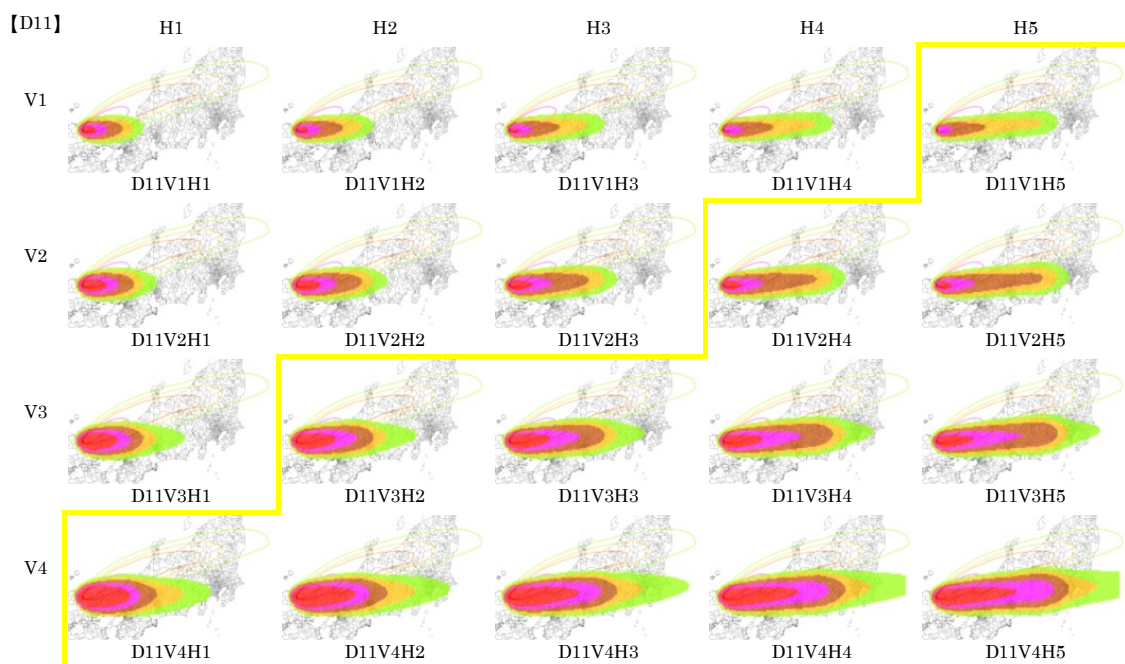 【D11】
H1 H2 H3 H4 H5
V1
D11V1H1 D11V1H2 D11V1H3 D11V1H4 D11V1H5
V2
D11V2H1 D11V2H2 D11V2H3 D11V2H4 D11V2H5
V3
D11V3H1 D11V3H2 D11V3H3 D11V3H4 D11V3H5
V4
D11V4H1 D11V4H2 D11V4H3 D11V4H4 D11V4H5